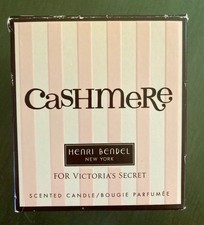 CaSHMeRe
HENRI BENDEL
NEW YORK
FOR VICTORIA'S SECRET
SCENTED CANDLE/BOUGIE PARFUMÉE